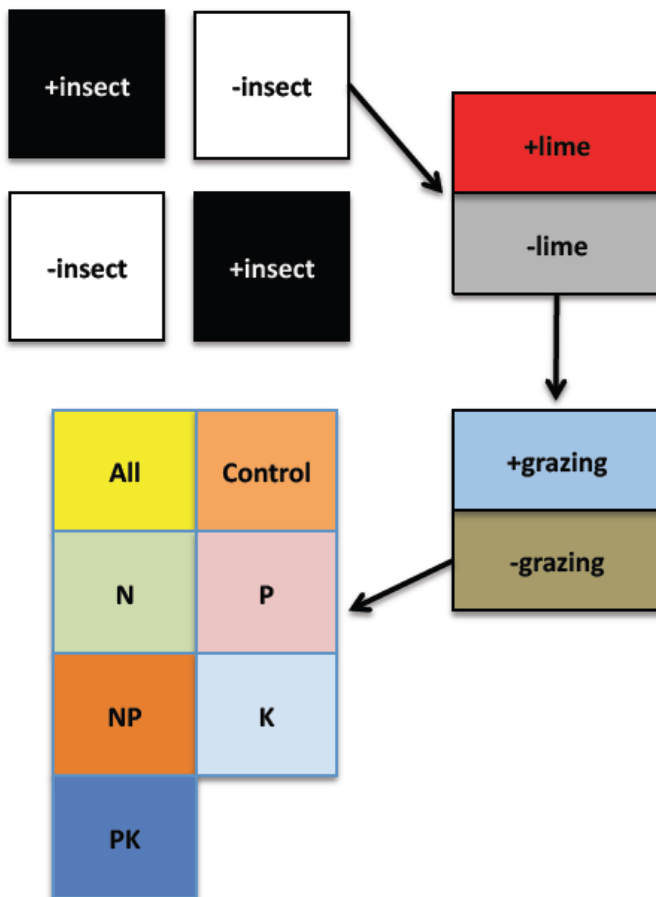 +insect
-insect
-insect
+insect
+lime
-lime
+grazing
-grazing
All
Control
N
P
NP
K
PK